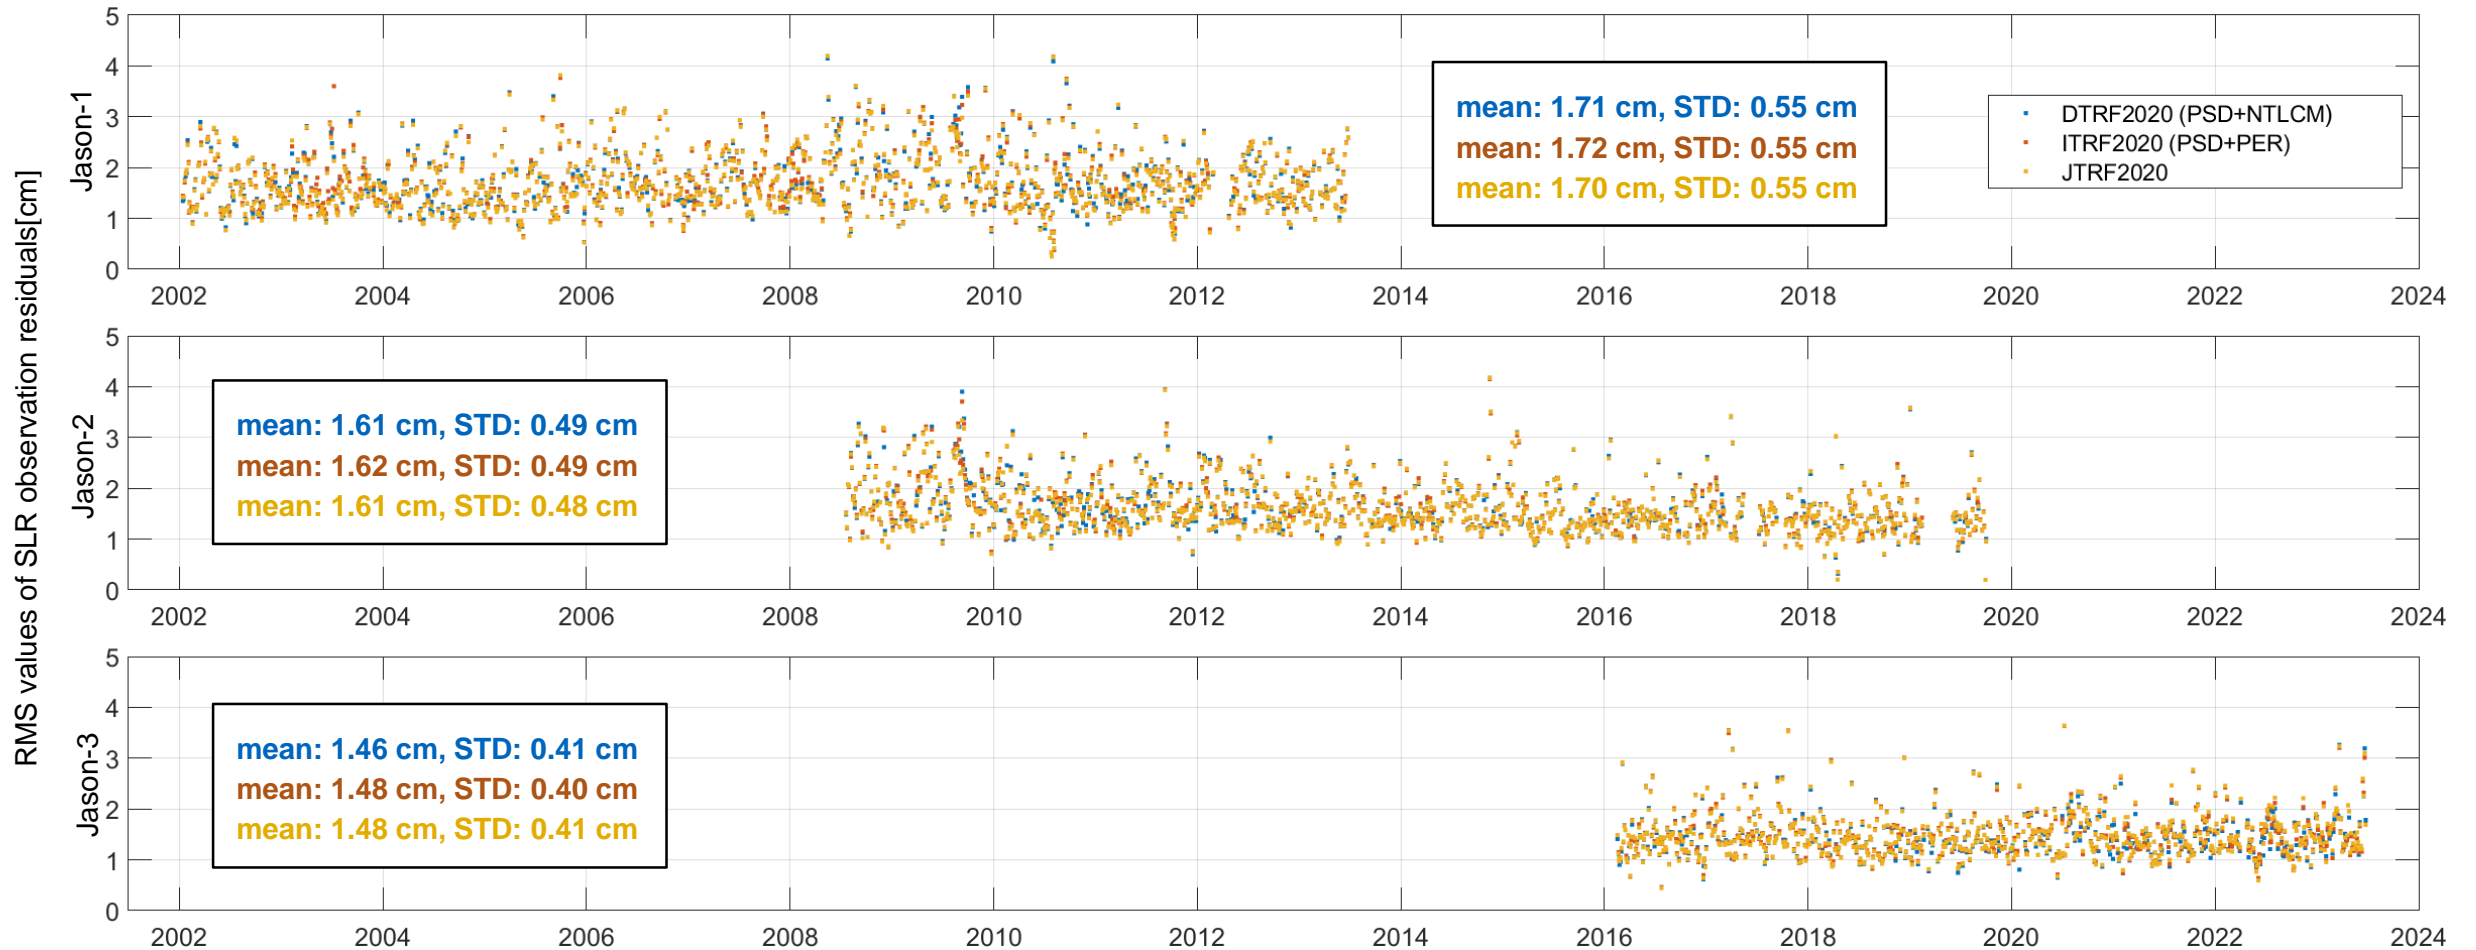 RMS values of SLR observation residuals[cm]
Jason-1
5
4
3
2
1
0
mean: 1.71 cm, STD: 0.55 cm
mean: 1.72 cm, STD: 0.55 cm
mean: 1.70 cm, STD: 0.55 cm
DTRF2020 (PSD+NTLCM)
ITRF2020 (PSD+PER)
JTRF2020
2002 2004 2006 2008 2010 2012 2014 2016 2018 2020 2022 2024
Jason-2
5
4
3
2
1
0
mean: 1.61 cm, STD: 0.49 cm
mean: 1.62 cm, STD: 0.49 cm
mean: 1.61 cm, STD: 0.48 cm
2002 2004 2006 2008 2010 2012 2014 2016 2018 2020 2022 2024
Jason-3
5
4
3
2
1
0
mean: 1.46 cm, STD: 0.41 cm
mean: 1.48 cm, STD: 0.40 cm
mean: 1.48 cm, STD: 0.41 cm
2002 2004 2006 2008 2010 2012 2014 2016 2018 2020 2022 2024